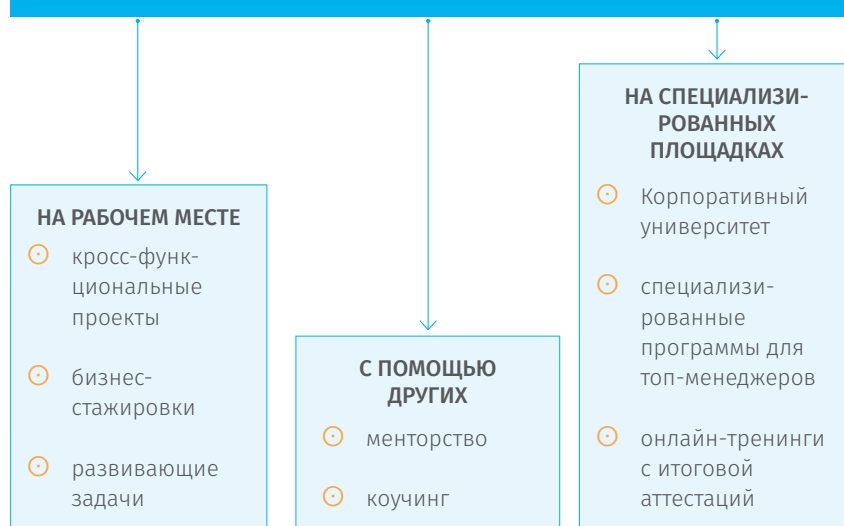 НА РАБОЧЕМ МЕСТЕ
кросс-функ-
циональные
проекты
бизнес-
стажировки
развивающие
задачи
С ПОМОЩЬЮ
ДРУГИХ
менторство
коучинг
НА СПЕЦИАЛИЗИ-
РОВАННЫХ
ПЛОЩАДКАХ
Корпоративный
университет
специализи-
рованные
программы для
топ-менеджеров
онлайн-тренинги
с итоговой
аттестаций